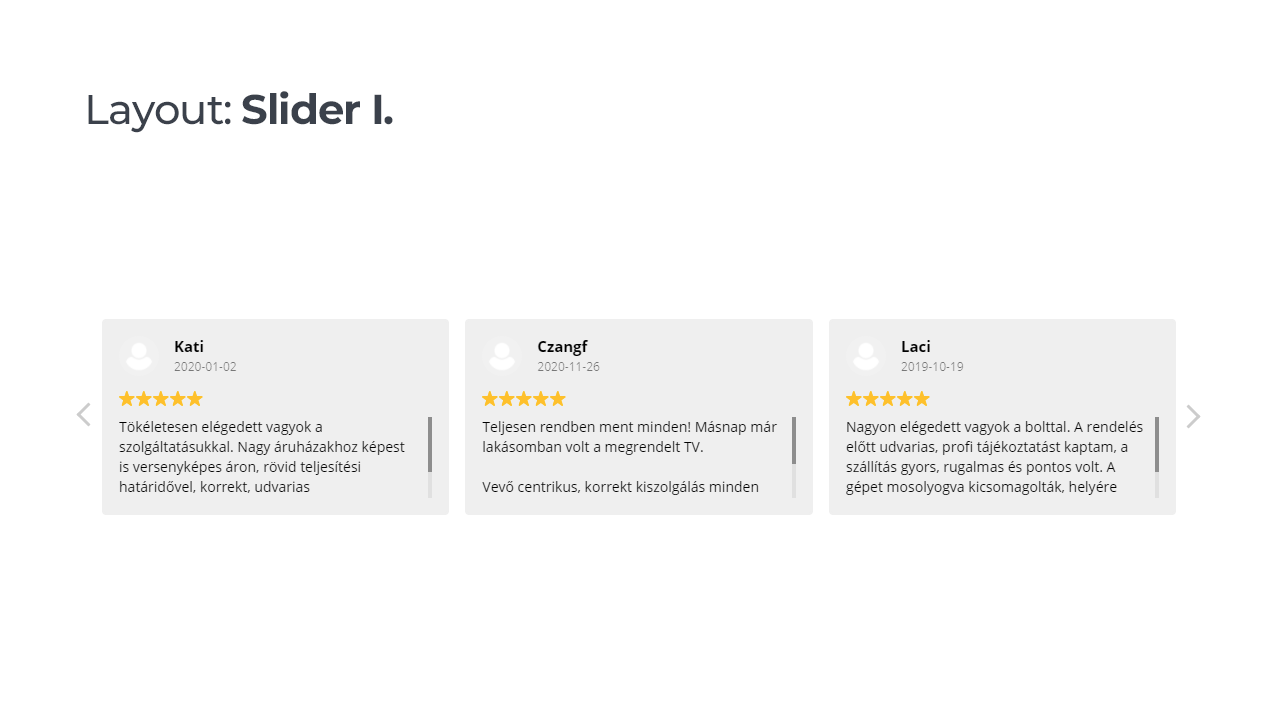 Layout: Slider I.
Kati
2020-01-02
Tökéletesen elégedett vagyok a
szolgáltatásukkal. Nagy áruházakhoz képest
is versenyképes áron, rövid teljesítési
határidővel, korrekt, udvarias
Czangf
2020-11-26
Teljesen rendben ment minden! Másnap már
lakásomban volt a megrendelt TV.
Vevő centrikus, korrekt kiszolgálás minden
Laci
2019-10-19
Nagyon elégedett vagyok a bolttal. A rendelés
előtt udvarias, profi tájékoztatást kaptam, a
szállítás gyors, rugalmas és pontos volt. A
gépet mosolyogva kicsomagolták, helyére